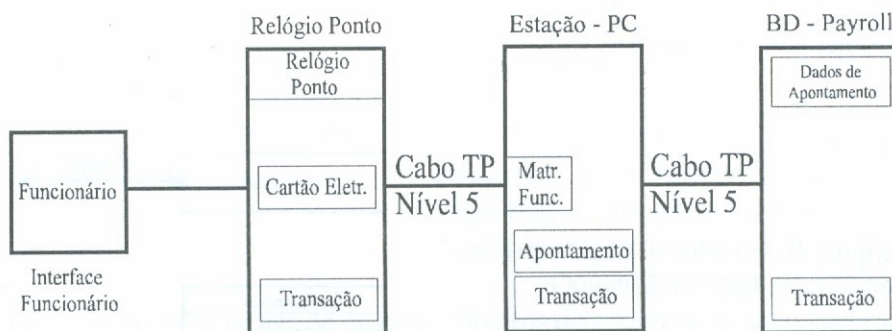 Relógio Ponto
Estação - PC
BD - Payroll
Relógio
Ponto
Dados de
Apontamento
Funcionário
Cartão Eletr.
Cabo TP
Nível 5
Matr.
Func.
Cabo TP
Nível 5
Apontamento
Interface
Funcionário
Transação
Transação
Transação